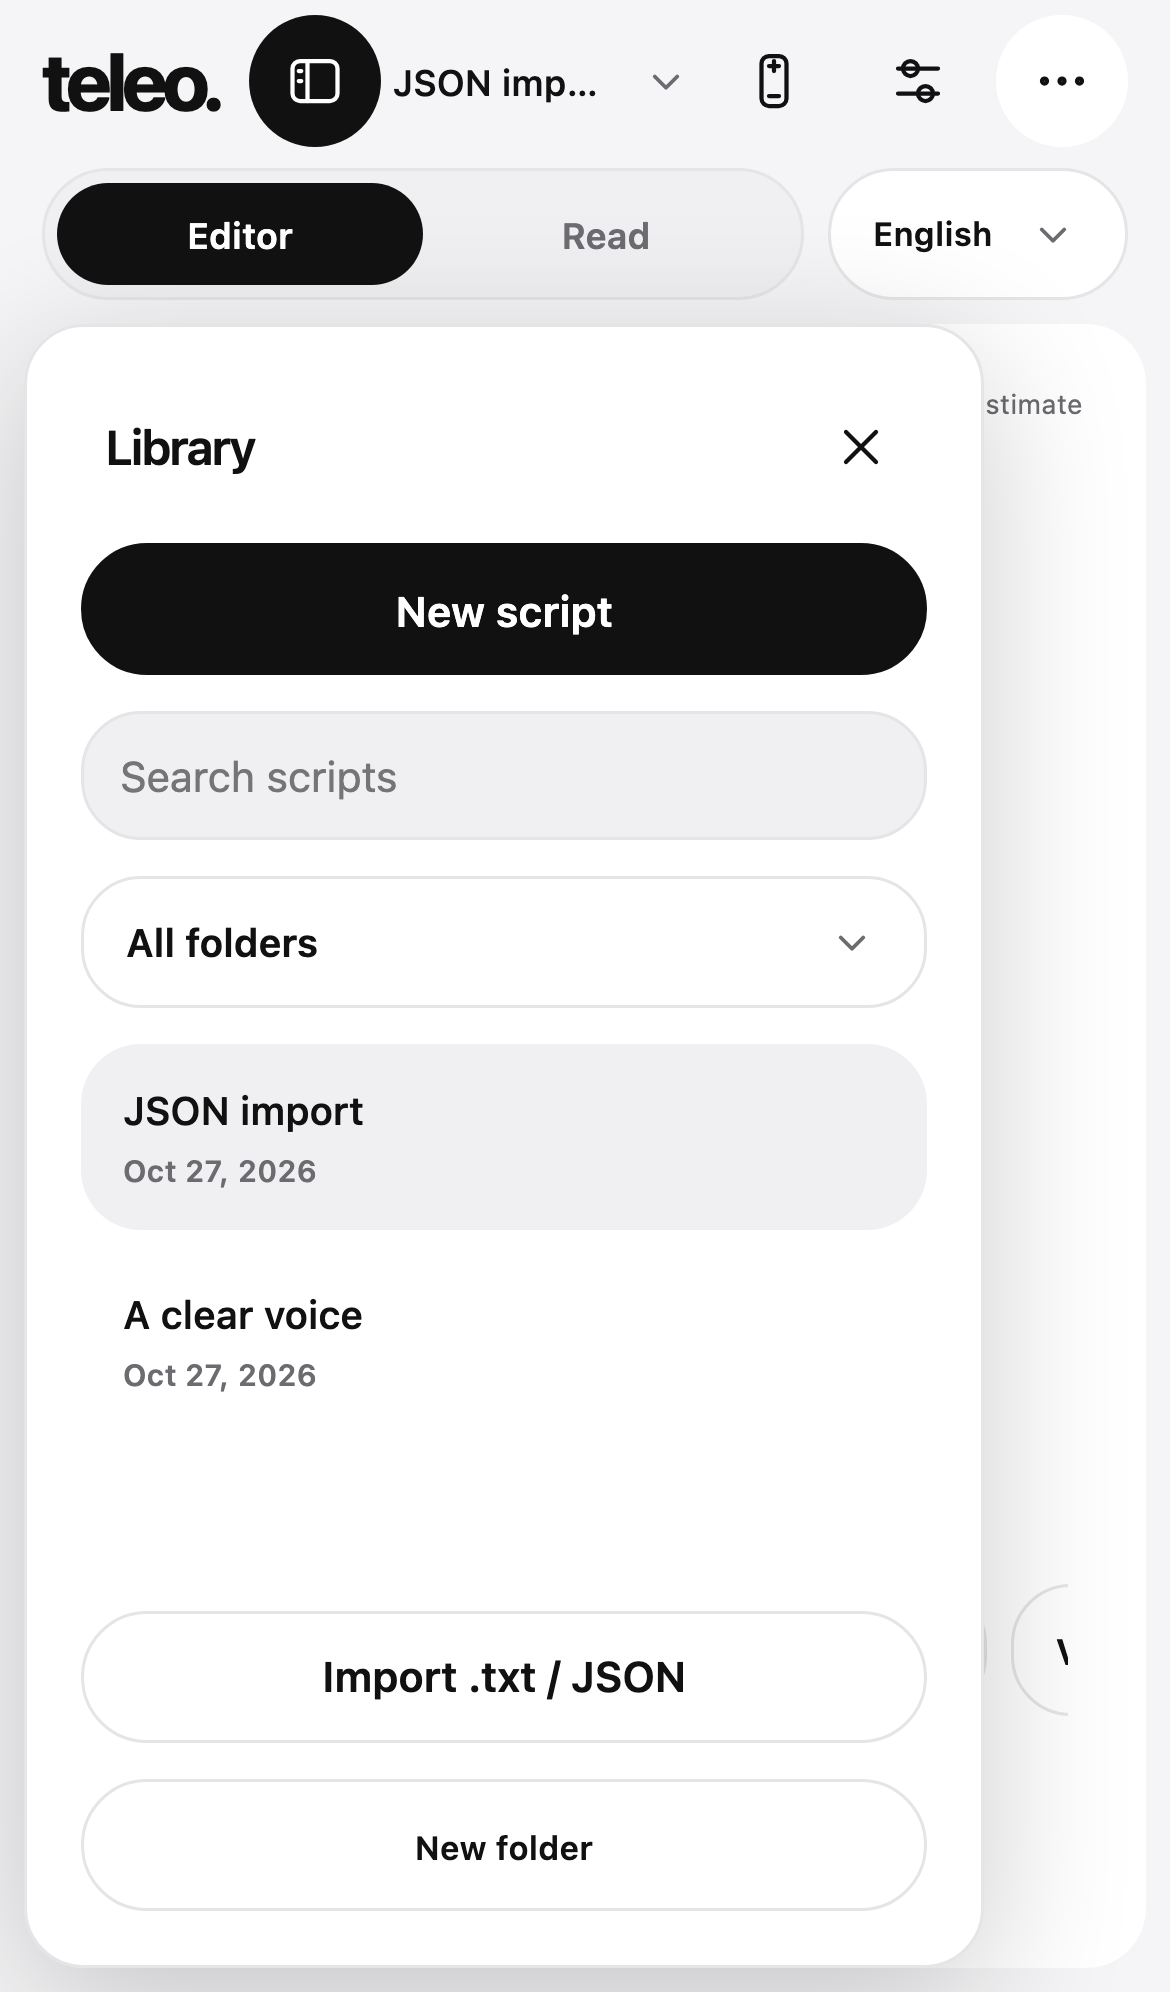 teleo.
JSON imp...
Editor
Read
English
stimate
Library
New script
Search scripts
All folders
JSON import
Oct 27, 2026
A clear voice
Oct 27, 2026
Import .txt / JSON
New folder